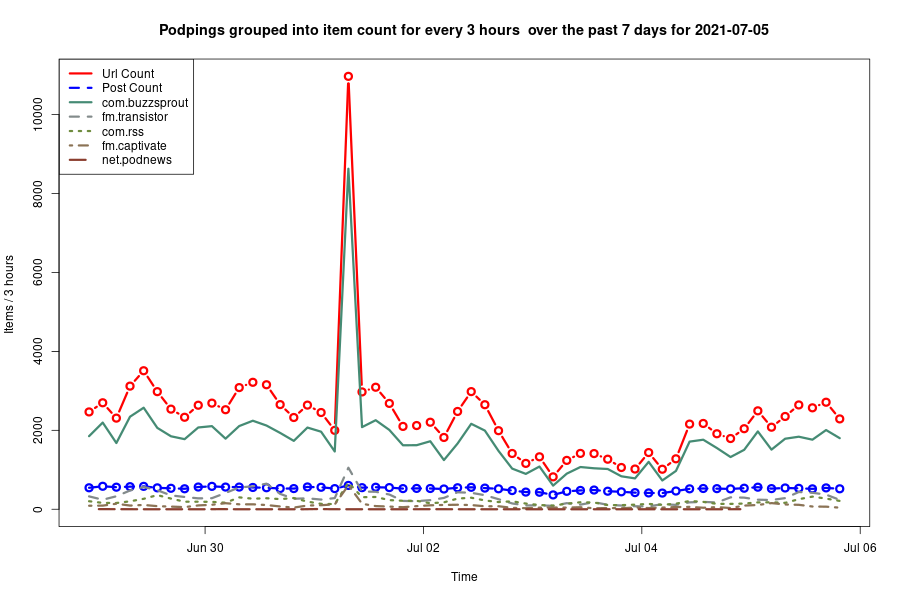 Podpings grouped into item count for every 3 hours  over the past 7 days for 2021-07-05
Url Count
Post Count
com.buzzsprout
fm.transistor
com.rss
fm.captivate
net.podnews
Items / 3 hours
10000
8000
6000
4000
2000
0
Jun 30
Jul 02
Jul 04
Jul 06
Time